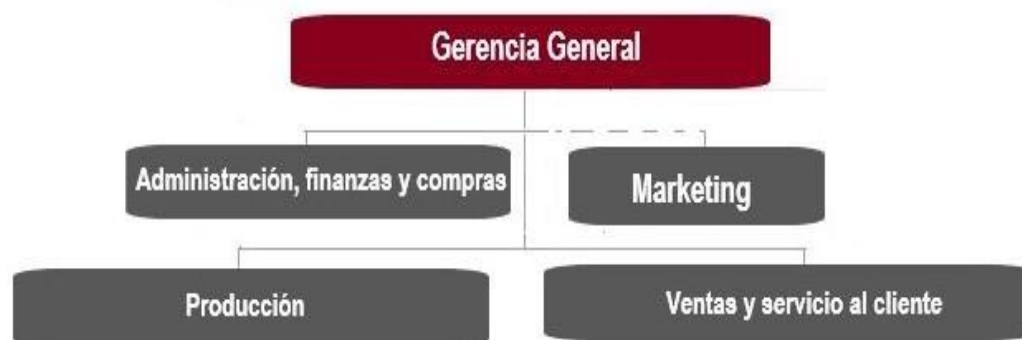 Gerencia General
Administración, finanzas y compras
Marketing
Producción
Ventas y servicio al cliente